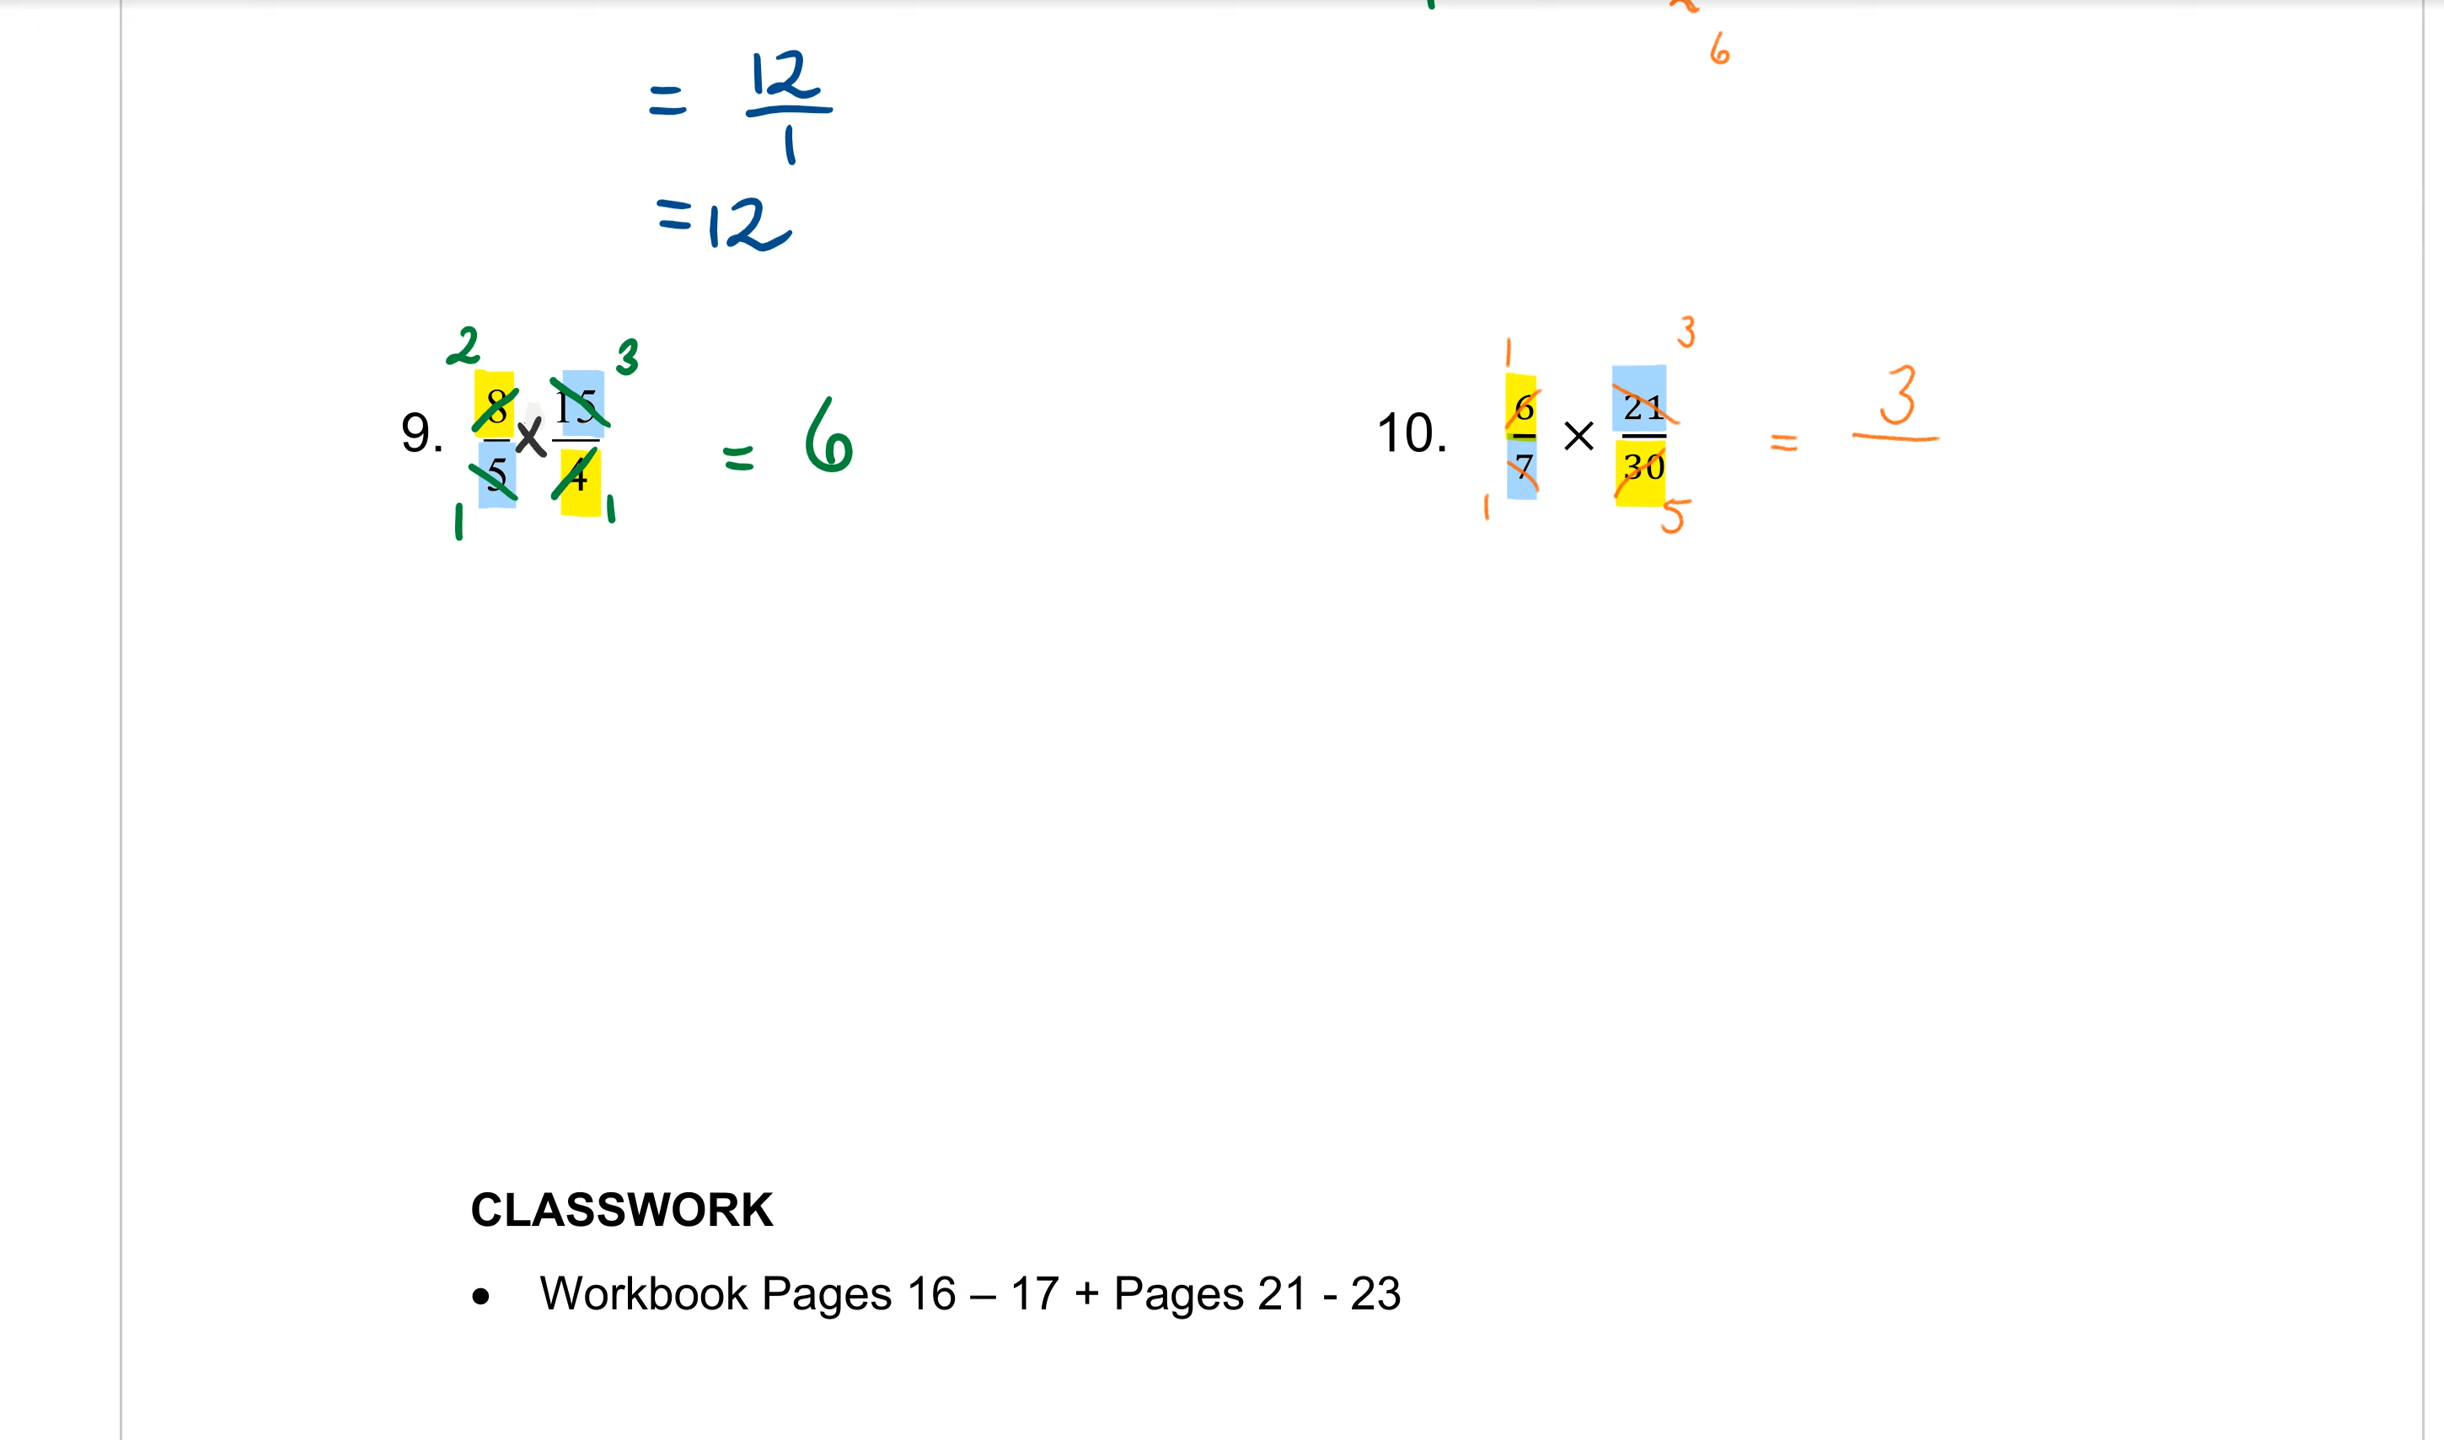 6
= 12/1
= 12
9. 8/5 x 15/4 = 6
2 3
1 1
10. 6/7 × 21/30 = 3/
1 3
1 5
CLASSWORK
• Workbook Pages 16 – 17 + Pages 21 - 23